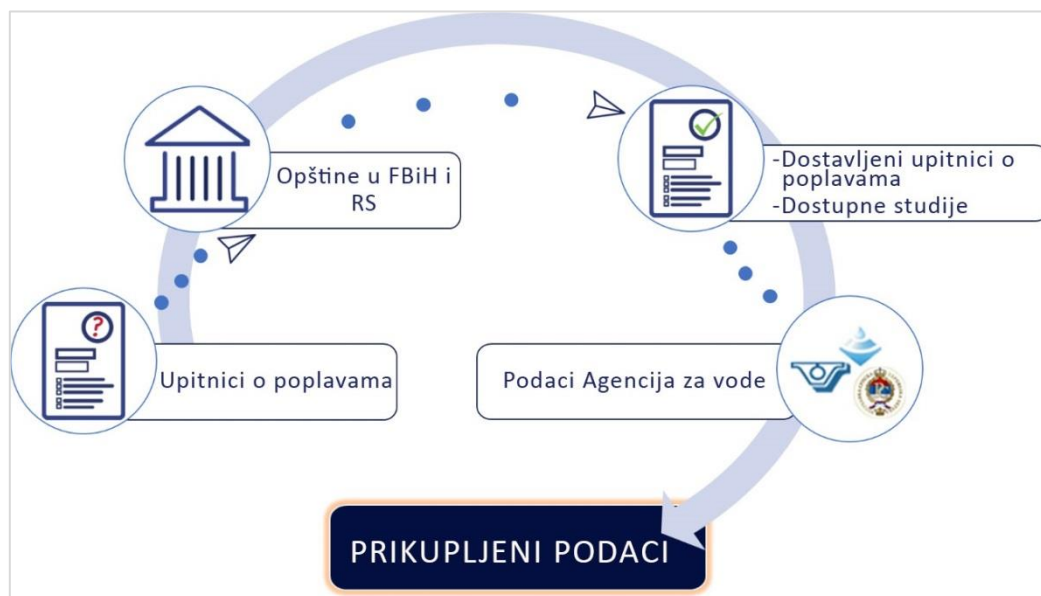 Opštine u FBiH i
RS
-Dostavljeni upitnici o
poplavama
-Dostupne studije
?
Upitnici o poplavama
Podaci Agencija za vode
PRIKUPLJENI PODACI